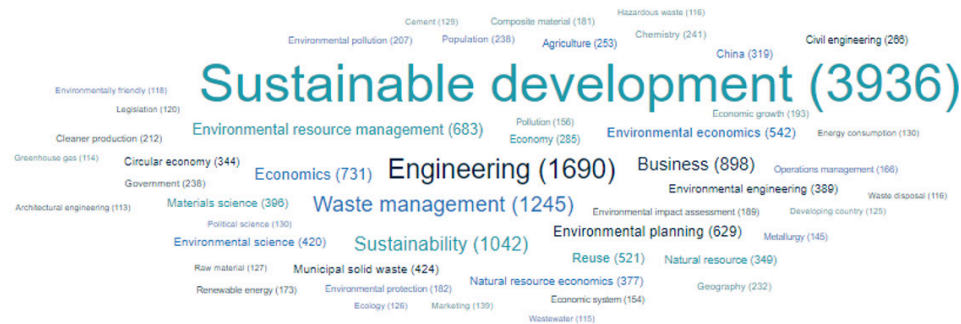 Hazardous waste (116)
Cement (129) Composite material (181)
Environmental pollution (207) Population (238) Agriculture (253) Chemistry (241) Civil engineering (266)
China (319)
Sustainable development (3936)
Environmentally friendly (118)
Legislation (120) Economic growth (193)
Environmental resource management (683) Pollution (156) Environmental economics (542) Energy consumption (130)
Cleaner production (212) Economy (285)
Greenhouse gas (114) Circular economy (344) Economics (731) Engineering (1690) Business (898) Operations management (166)
Government (238) Environmental engineering (389) Waste disposal (116)
Architectural engineering (113) Materials science (396) Waste management (1245) Environmental impact assessment (189) Developing country (125)
Political science (130) Environmental planning (629) Metallurgy (145)
Environmental science (420) Sustainability (1042)
Reuse (521) Natural resource (349)
Raw material (127) Municipal solid waste (424)
Natural resource economics (377)
Renewable energy (173) Environmental protection (182) Geography (232)
Ecology (126) Marketing (139) Economic system (154)
Wastewater (115)